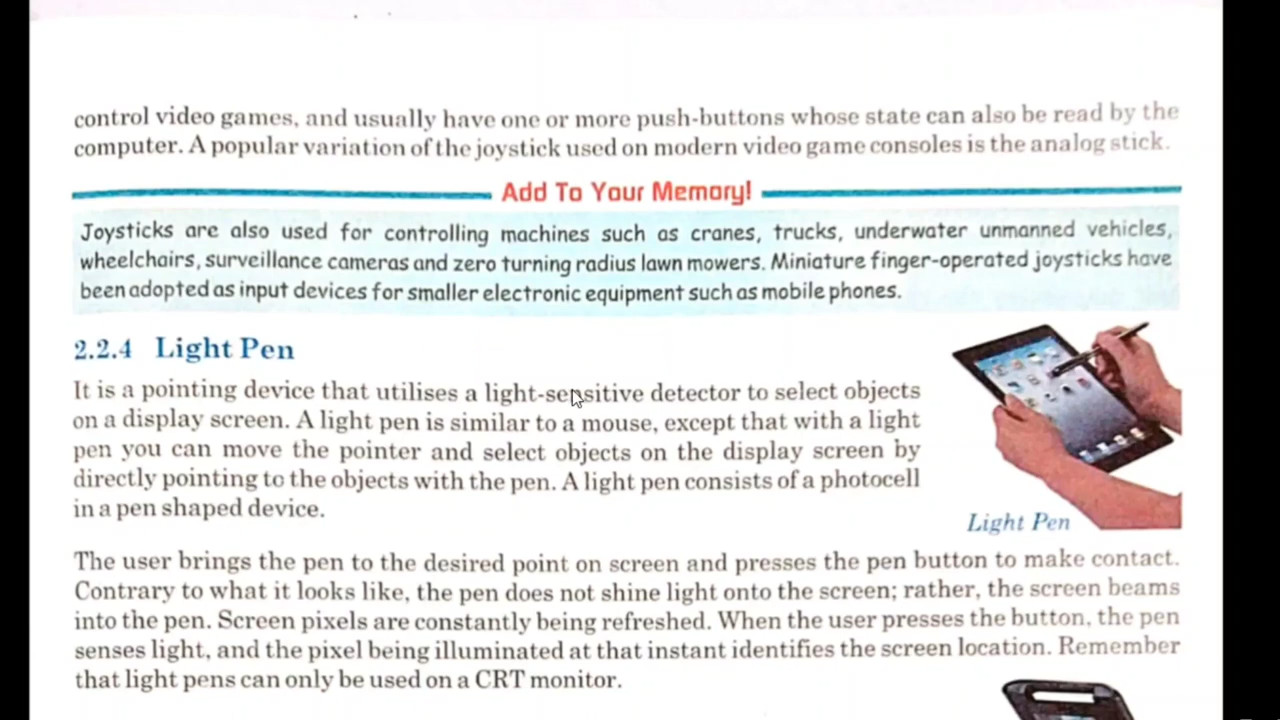 control video games, and usually have one or more push-buttons whose state can also be read by the
computer. A popular variation of the joystick used on modern video game consoles is the analog stick.
Add To Your Memory!
Joysticks are also used for controlling machines such as cranes, trucks, underwater unmanned vehicles,
wheelchairs, surveillance cameras and zero turning radius lawn mowers. Miniature finger-operated joysticks have
been adopted as input devices for smaller electronic equipment such as mobile phones.
2.2.4 Light Pen
It is a pointing device that utilises a light-sensitive detector to select objects
on a display screen. A light pen is similar to a mouse, except that with a light
pen you can move the pointer and select objects on the display screen by
directly pointing to the objects with the pen. A light pen consists of a photocell
in a pen shaped device.
Light Pen
The user brings the pen to the desired point on screen and presses the pen button to make contact.
Contrary to what it looks like, the pen does not shine light onto the screen; rather, the screen beams
into the pen. Screen pixels are constantly being refreshed. When the user presses the button, the pen
senses light, and the pixel being illuminated at that instant identifies the screen location. Remember
that light pens can only be used on a CRT monitor.